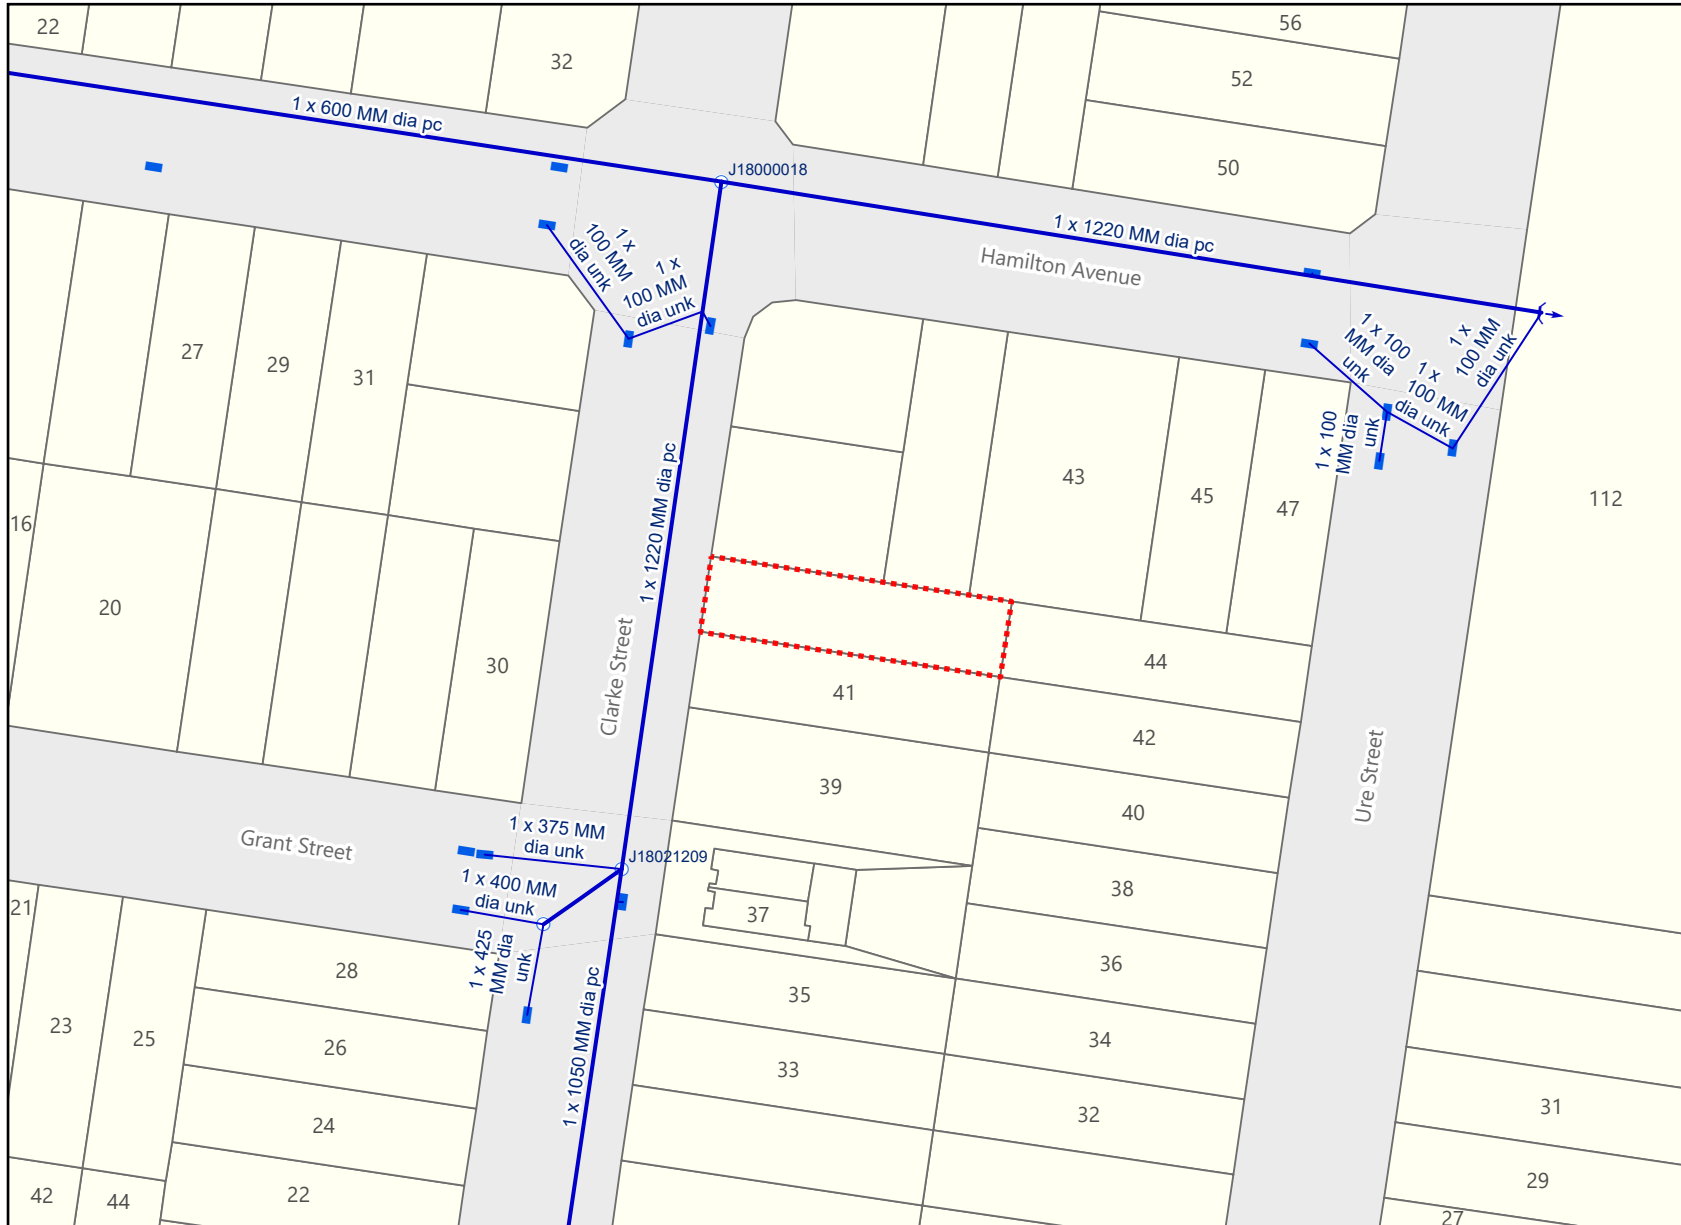 22
32
56
52
50
1 x 600 MM dia pc
J18000018
1 x 1220 MM dia pc
Hamilton Avenue
1 x
100 MM
dia unk
1 x
100 MM
dia unk
1 x 100
MM dia
unk
1 x
100 MM
dia unk
1 x
100 MM
dia unk
1 x 100
MM dia
unk
27
29
31
43
45
47
112
16
20
30
1 x 1220 MM dia pc
Clarke Street
44
41
42
39
40
Ure Street
Grant Street
1 x 375 MM
dia unk
J18021209
1 x 400 MM
dia unk
1 x 425
MM dia
unk
37
38
21
28
36
35
23
25
26
34
33
1 x 1050 MM dia pc
24
32
31
42
44
22
29
27